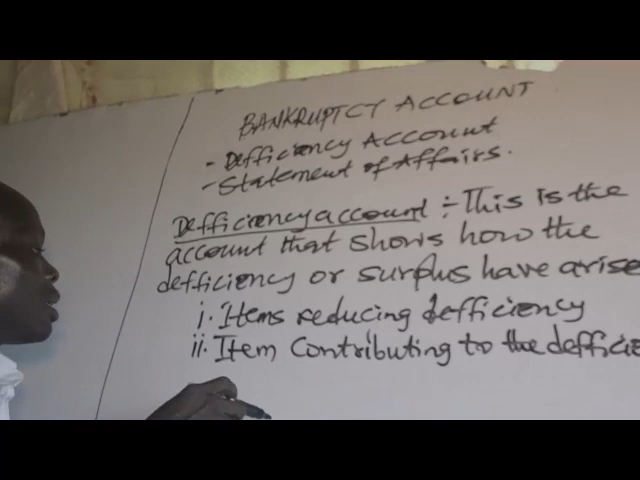 BANKRUPTCY ACCOUNT
- Defficiency Account
- Statement of Affairs.
Defficiency account :- This is the
account that shows how the
defficiency or surplus have arise
i. Items reducing defficiency
ii. Item Contributing to the defficie